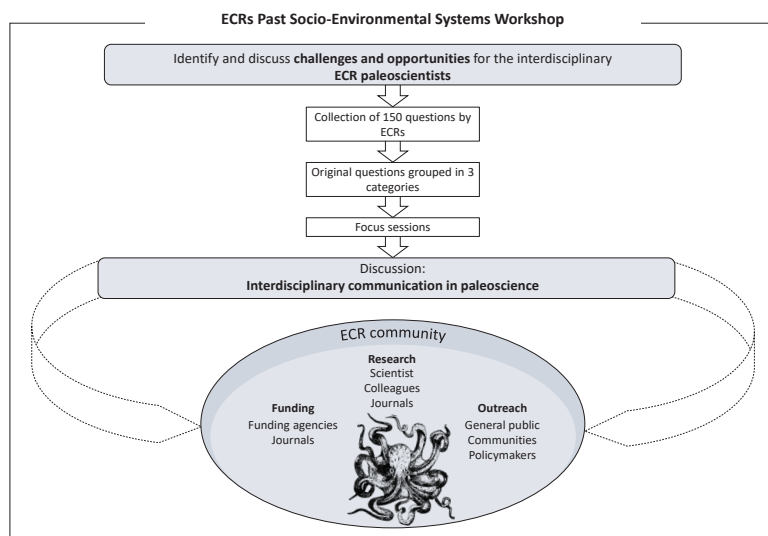 ECRs Past Socio-Environmental Systems Workshop
Identify and discuss challenges and opportunities for the interdisciplinary
ECR paleoscientists
Collection of 150 questions by
ECRs
Original questions grouped in 3
categories
Focus sessions
Discussion:
Interdisciplinary communication in paleoscience
ECR community
Research
Scientist
Colleagues
Journals
Funding
Funding agencies
Journals
Outreach
General public
Communities
Policymakers